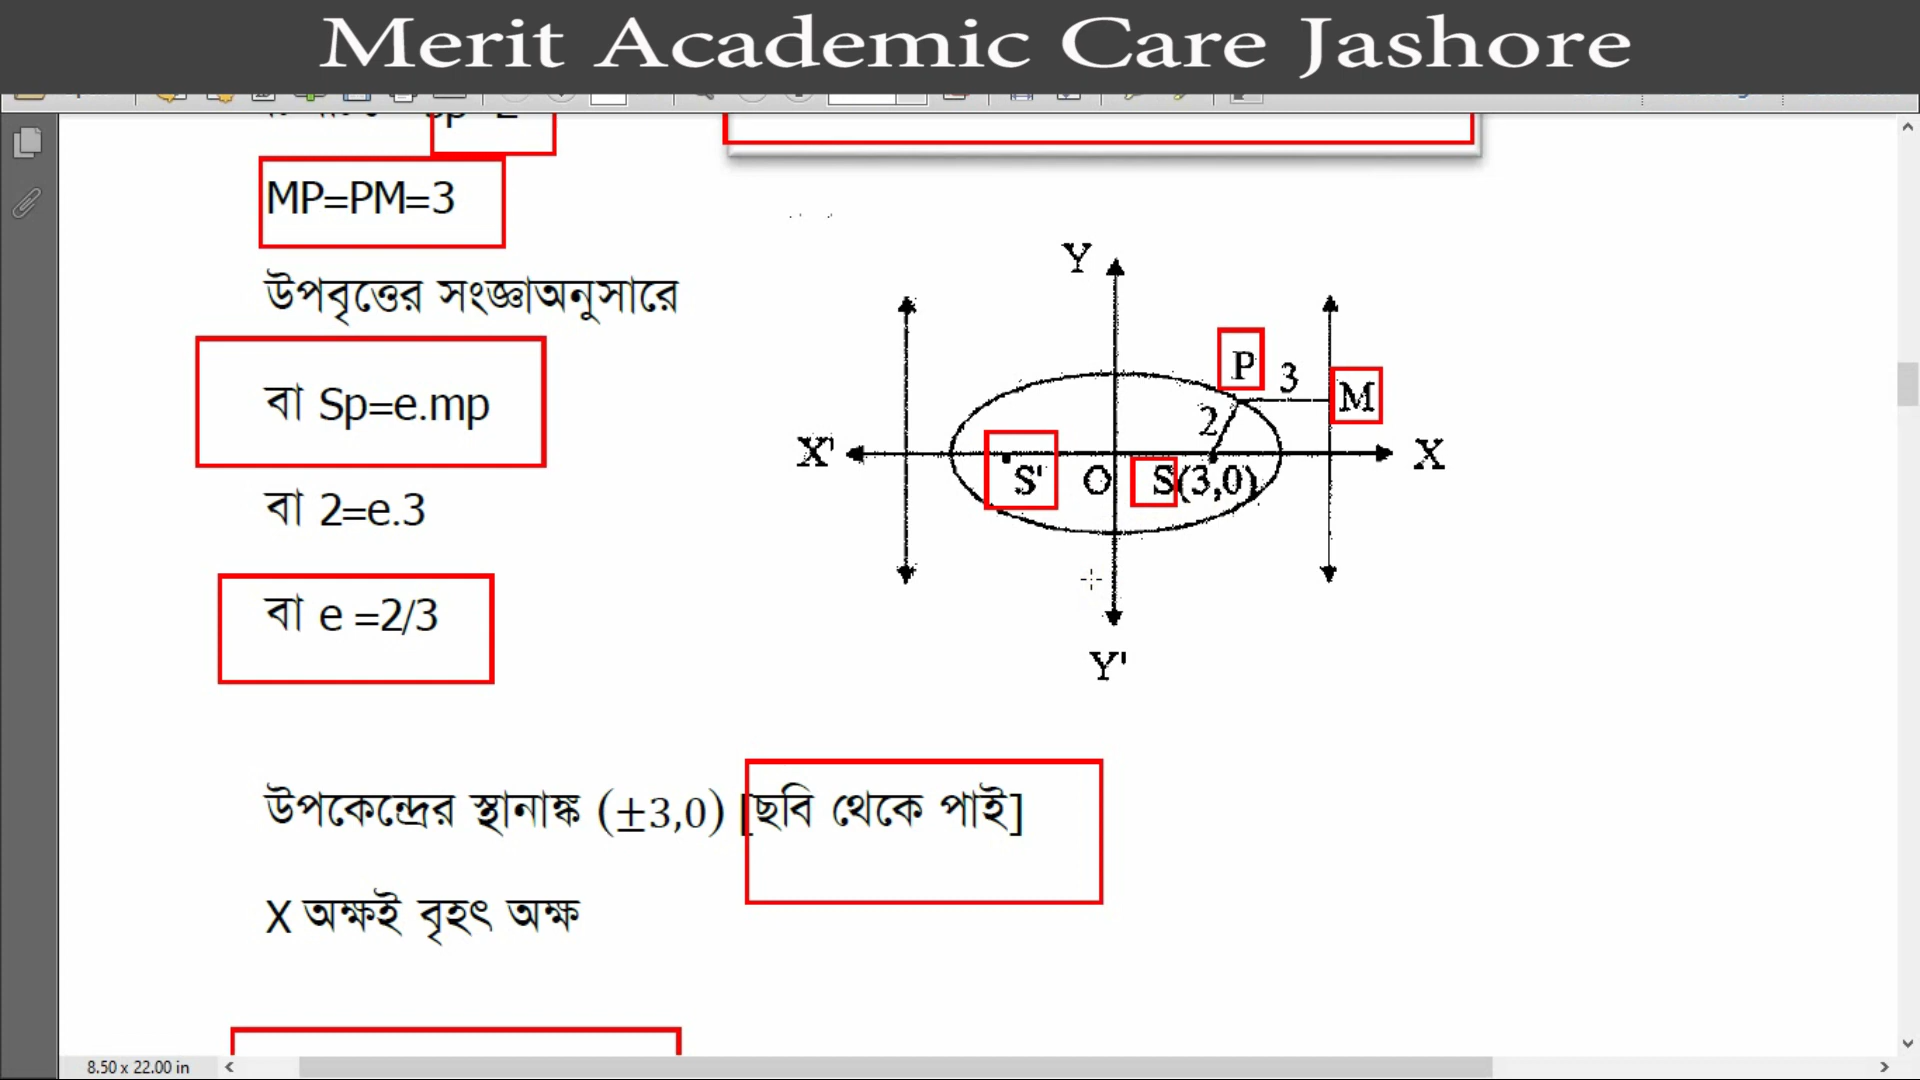 Merit Academic Care Jashore
MP=PM=3
উপবৃত্তের সংজ্ঞাঅনুসারে
বা Sp=e.mp
বা 2=e.3
বা e =2/3
Y
P
3
M
2
X'
X
S'
O
S(3,0)
Y'
উপকেন্দ্রের স্থানাঙ্ক (±3,0) [ছবি থেকে পাই]
X অক্ষই বৃহৎ অক্ষ
8.50 x 22.00 in